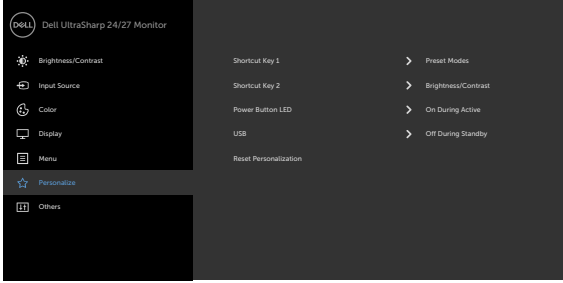 DELL Dell UltraSharp 24/27 Monitor
Brightness/Contrast Shortcut Key 1 Preset Modes
Input Source Shortcut Key 2 Brightness/Contrast
Color Power Button LED On During Active
Display USB Off During Standby
Menu Reset Personalization
Personalize
Others